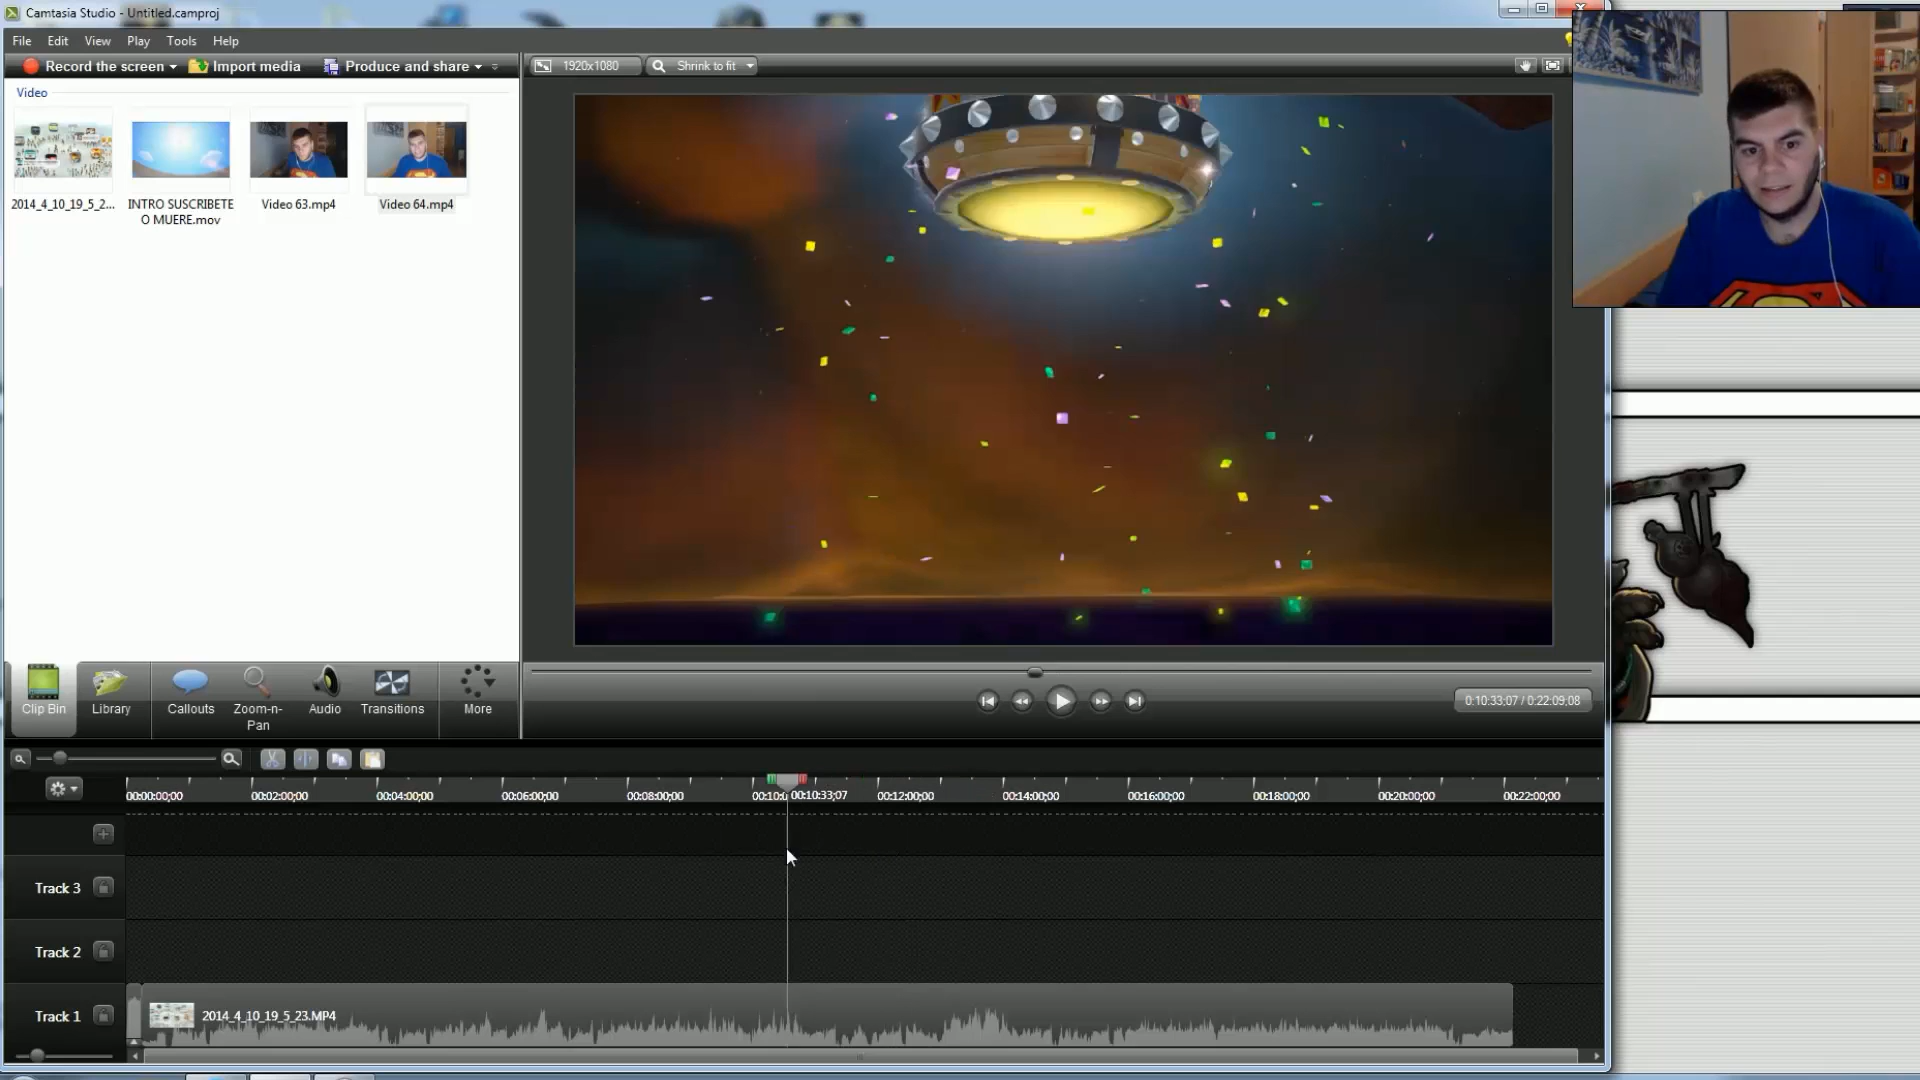 Camtasia Studio - Untitled.camproj
File Edit View Play Tools Help
Record the screen Import media Produce and share
1920x1080 Shrink to fit
Video
2014_4_10_19_5_2... INTRO SUSCRIBETE O MUERE.mov Video 63.mp4 Video 64.mp4
Clip Bin Library Callouts Zoom-n-Pan Audio Transitions More
0:10:33;07 / 0:22:09;08
00:00:00;00 00:02:00;00 00:04:00;00 00:06:00;00 00:08:00;00 00:10:0 00:10:33;07 00:12:00;00 00:14:00;00 00:16:00;00 00:18:00;00 00:20:00;00 00:22:00;00
Track 3
Track 2
Track 1 2014_4_10_19_5_23.MP4